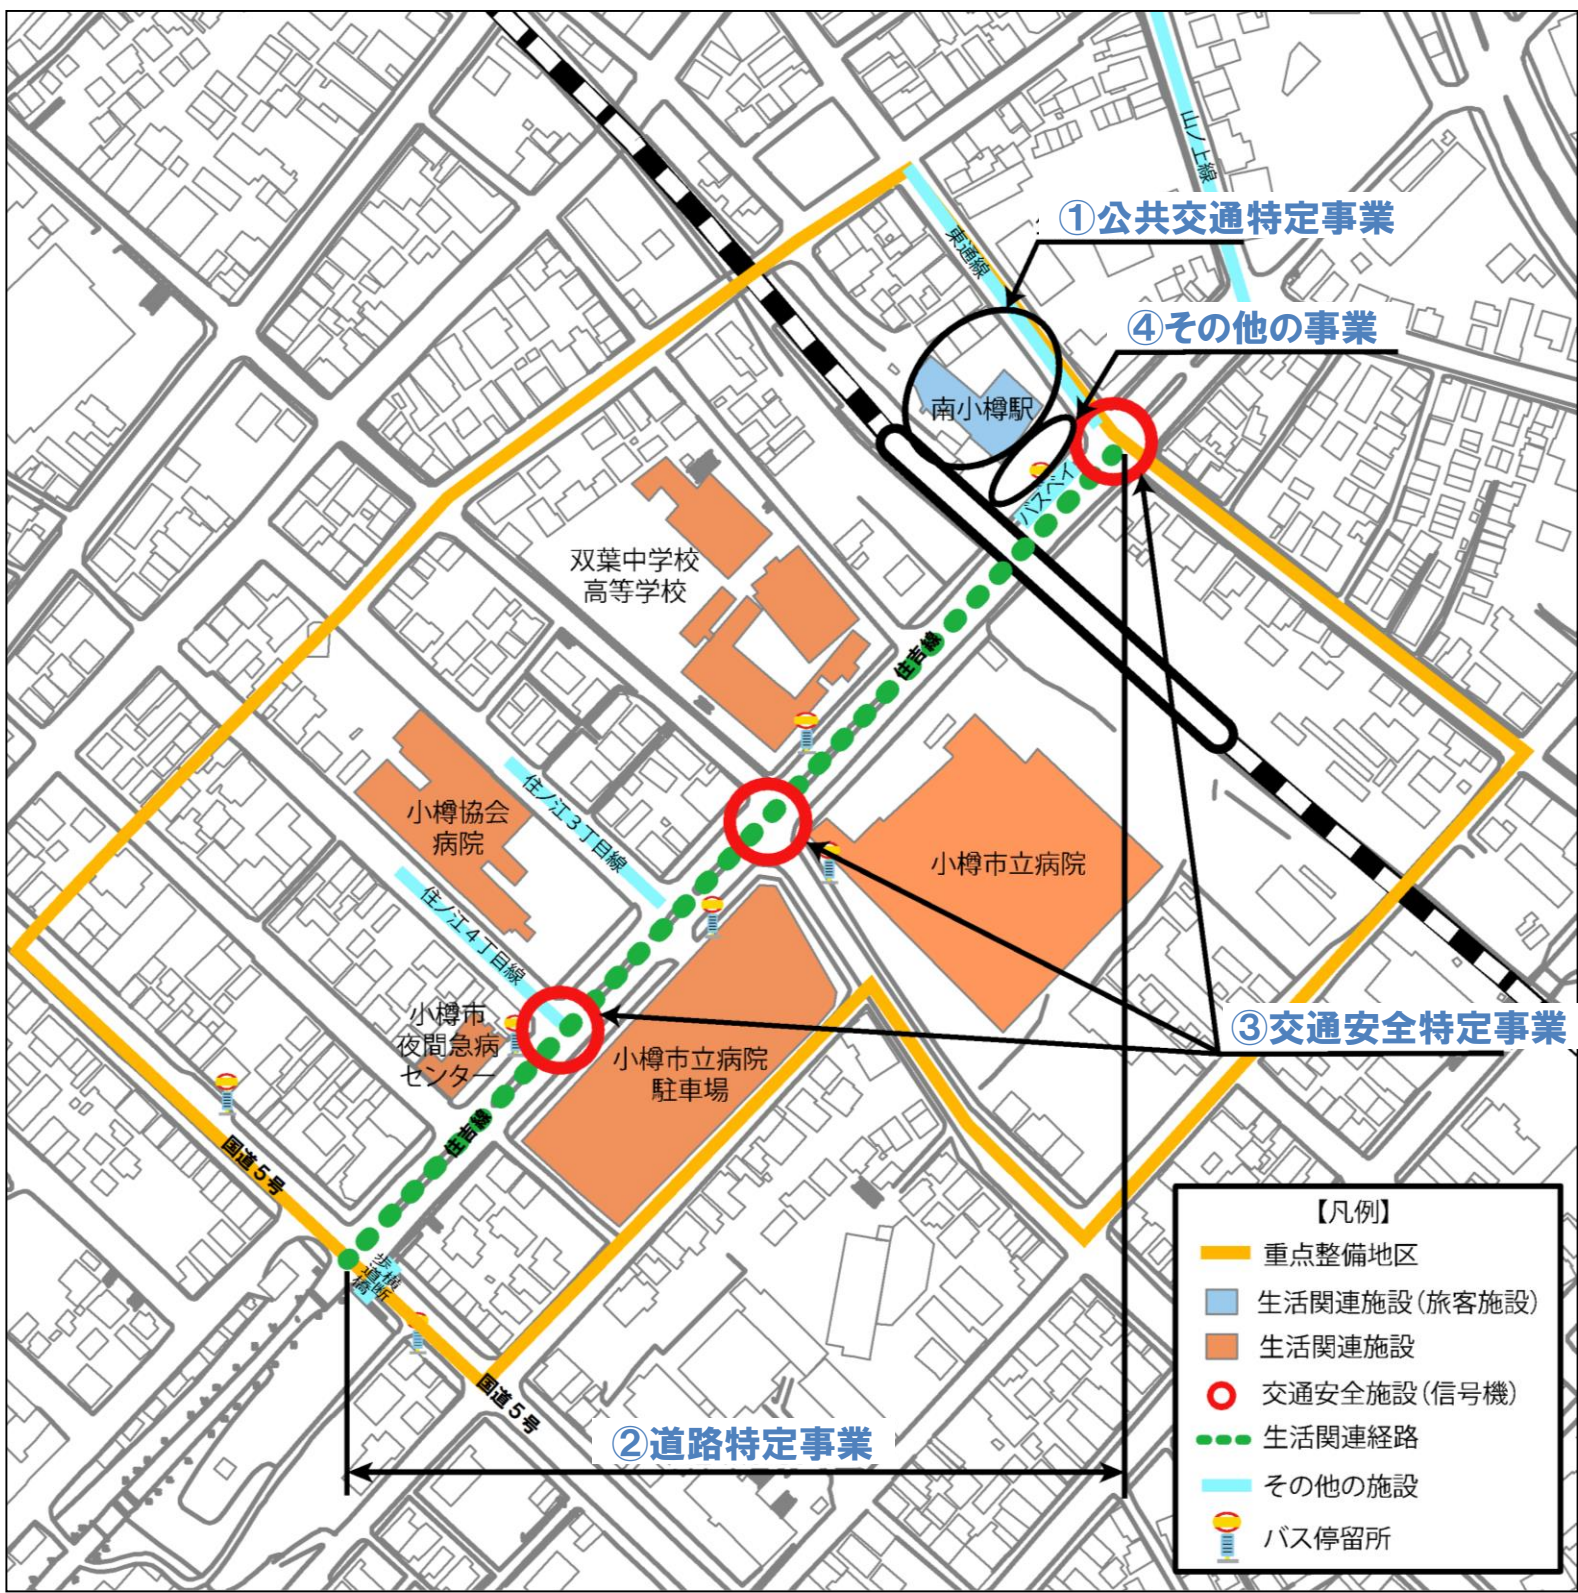 山ノ上線
①公共交通特定事業
東通線
④その他の事業
南小樽駅
バスベイ
双葉中学校
高等学校
住吉線
小樽協会
病院
住ノ江3丁目線
小樽市立病院
住ノ江4丁目線
小樽市
夜間急病
センター
③交通安全特定事業
小樽市立病院
駐車場
住吉線
国道5号
横断
歩道橋
国道5号
②道路特定事業
【凡例】
重点整備地区
生活関連施設(旅客施設)
生活関連施設
交通安全施設(信号機)
生活関連経路
その他の施設
バス停留所